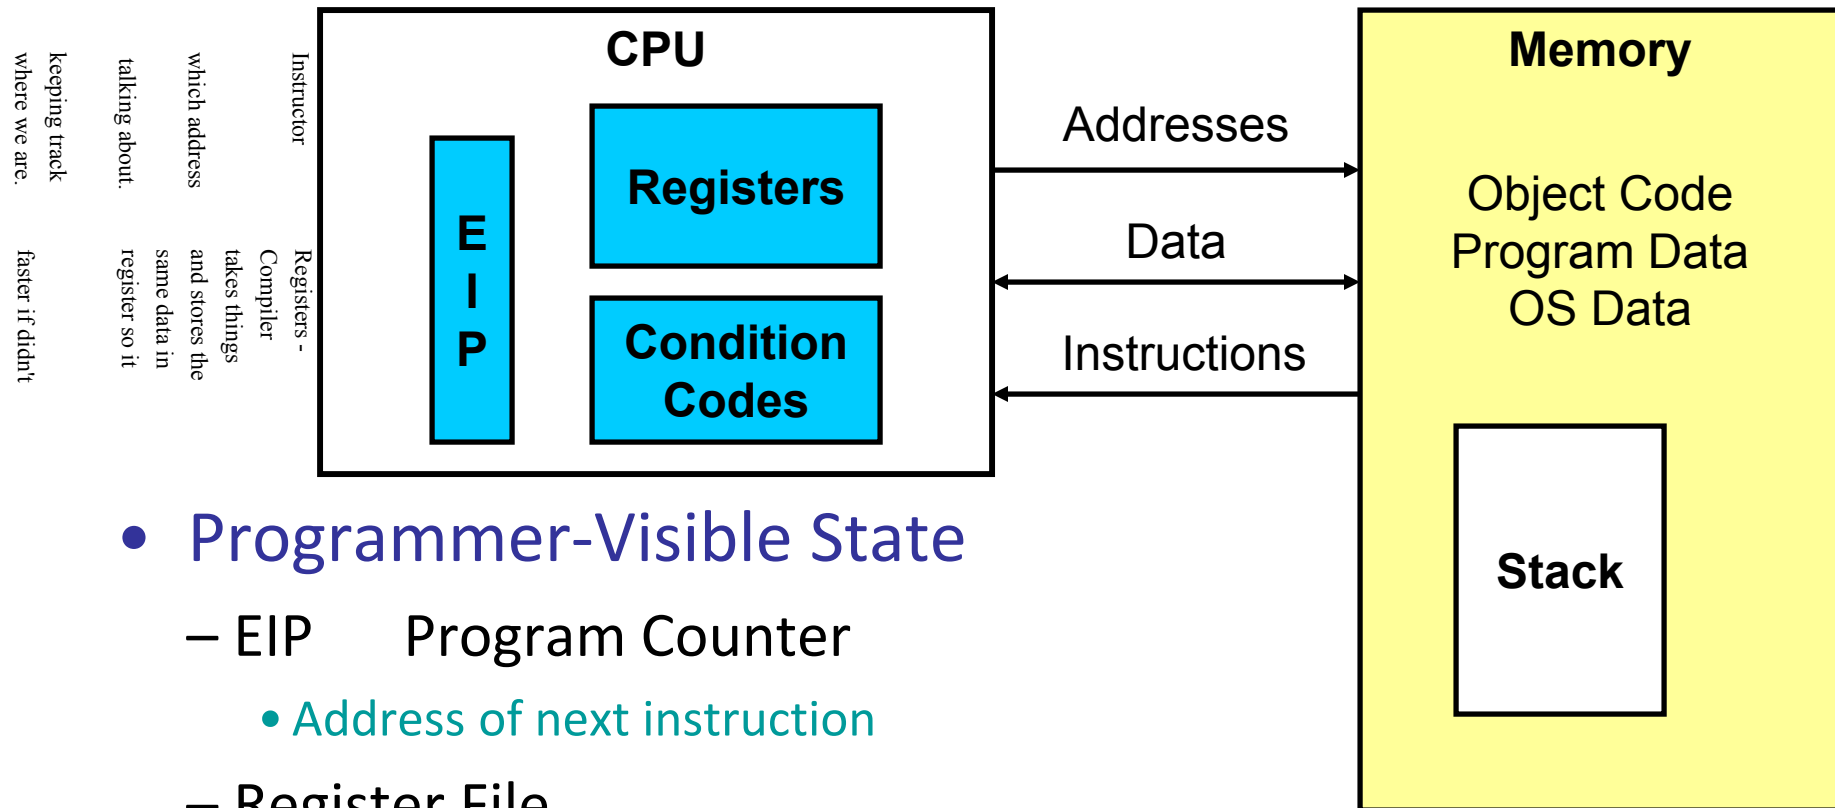 Instructor
which address
talking about.
keeping track
where we are.
Registers -
Compiler
takes things
and stores the
same data in
register so it
faster if didn't
CPU
E
I
P
Registers
Condition
Codes
Addresses
Data
Instructions
Memory
Object Code
Program Data
OS Data
Stack
• Programmer-Visible State
– EIP Program Counter
• Address of next instruction
– Register File